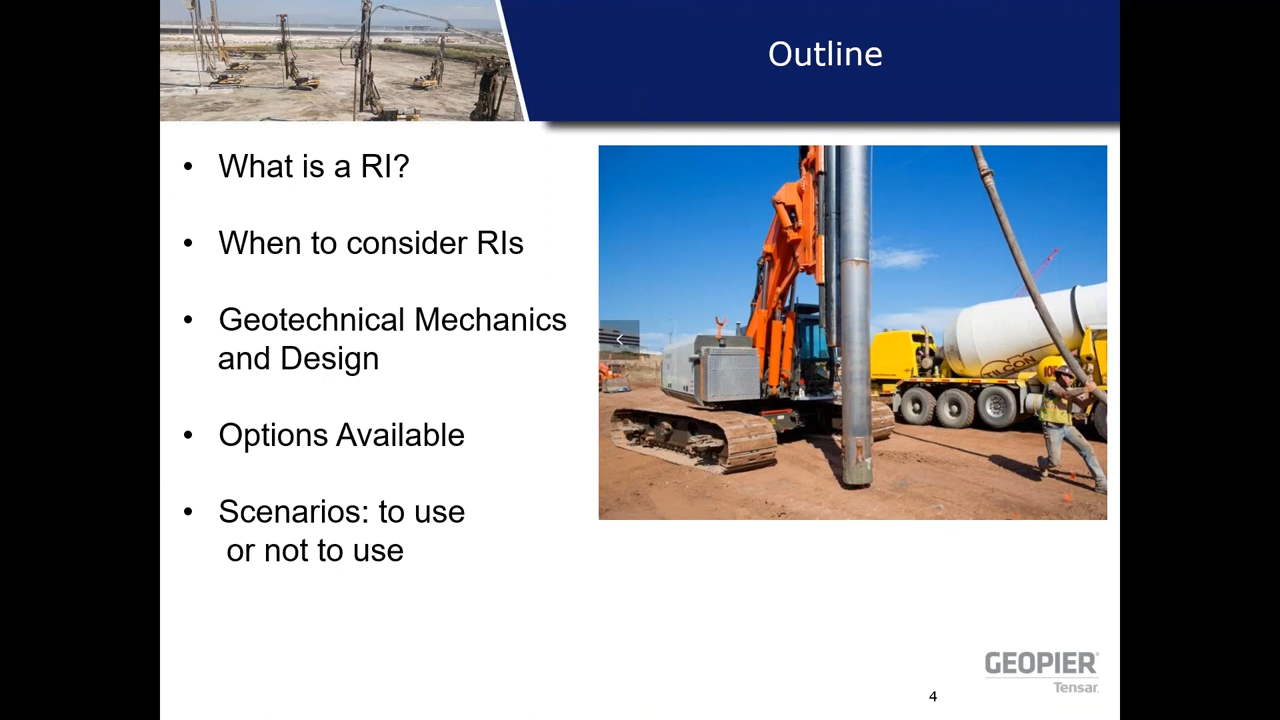 Outline
• What is a RI?
• When to consider RIs
• Geotechnical Mechanics
and Design
• Options Available
• Scenarios: to use
or not to use
TILCON
GEOPIER®
Tensar.
4